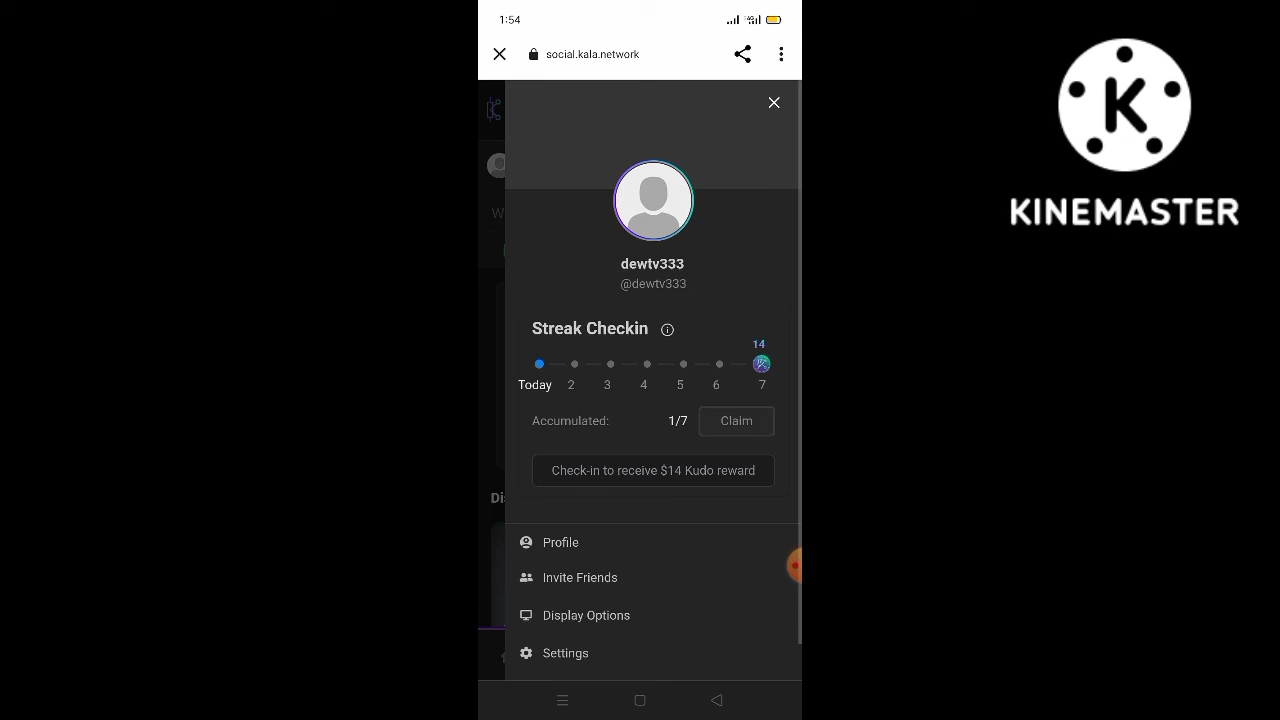 1:54
social.kala.network
KINEMASTER
dewtv333
@dewtv333
Streak Checkin
14
Today 2 3 4 5 6 7
Accumulated: 1/7 Claim
Check-in to receive $14 Kudo reward
Profile
Invite Friends
Display Options
Settings